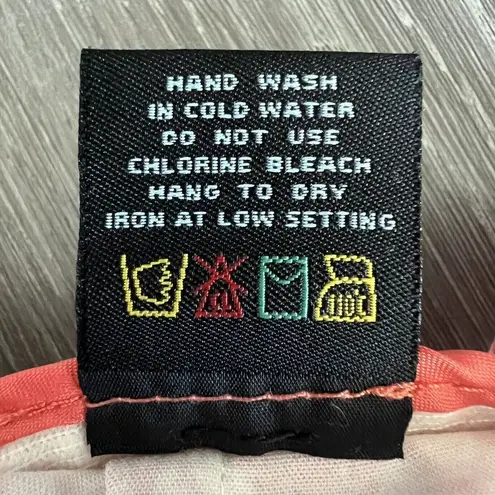 HAND WASH
IN COLD WATER
DO NOT USE
CHLORINE BLEACH
HANG TO DRY
IRON AT LOW SETTING